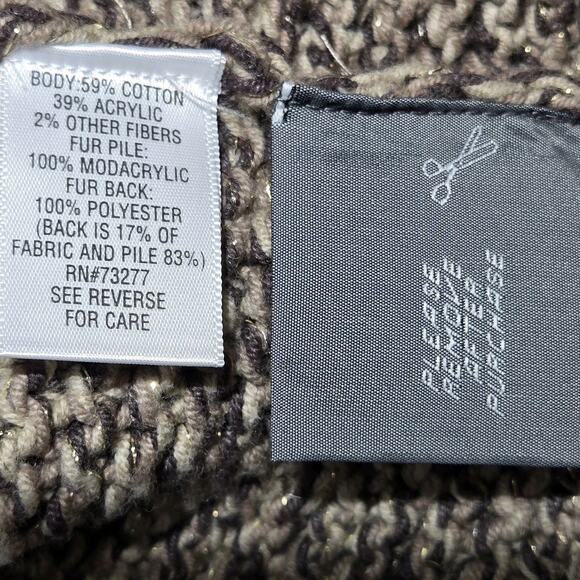 BODY:59% COTTON
39% ACRYLIC
2% OTHER FIBERS
FUR PILE:
100% MODACRYLIC
FUR BACK:
100% POLYESTER
(BACK IS 17% OF
FABRIC AND PILE 83%)
RN#73277
SEE REVERSE
FOR CARE
PLEASE
REMOVE
AFTER
PURCHASE